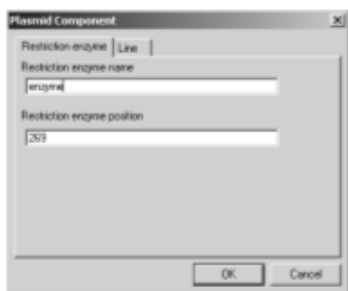 Plasmid Component
Restriction enzyme Line
Restriction enzyme name
enzyme
Restriction enzyme position
269
OK Cancel